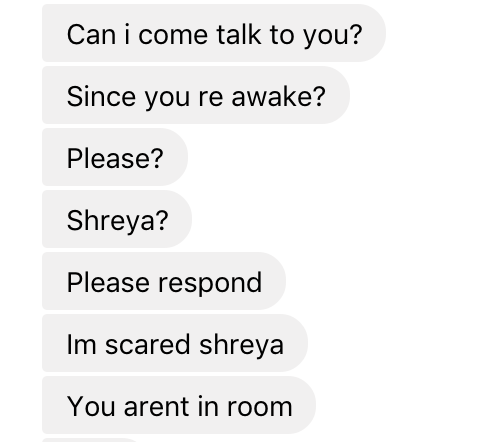 Can i come talk to you?
Since you re awake?
Please?
Shreya?
Please respond
Im scared shreya
You arent in room